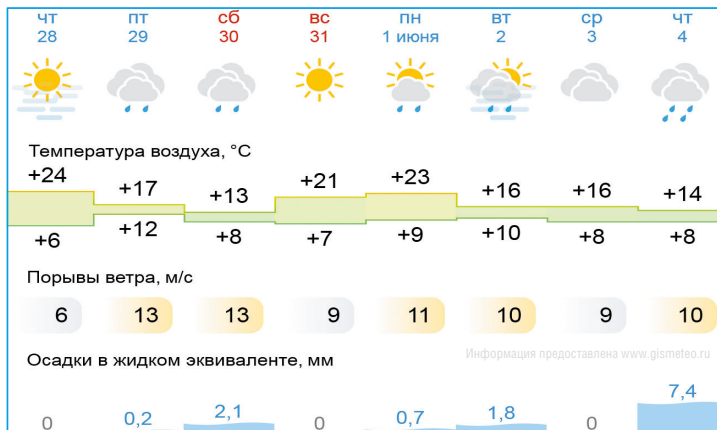 чт пт сб вс пн вт ср чт
28 29 30 31 1 июня 2 3 4
Температура воздуха, °C
+24 +17 +13 +21 +23 +16 +16 +14
+6 +12 +8 +7 +9 +10 +8 +8
Порывы ветра, м/с
6 13 13 9 11 10 9 10
Информация предоставлена www.gismeteo.ru
Осадки в жидком эквиваленте, мм
0 0,2 2,1 0 0,7 1,8 0 7,4